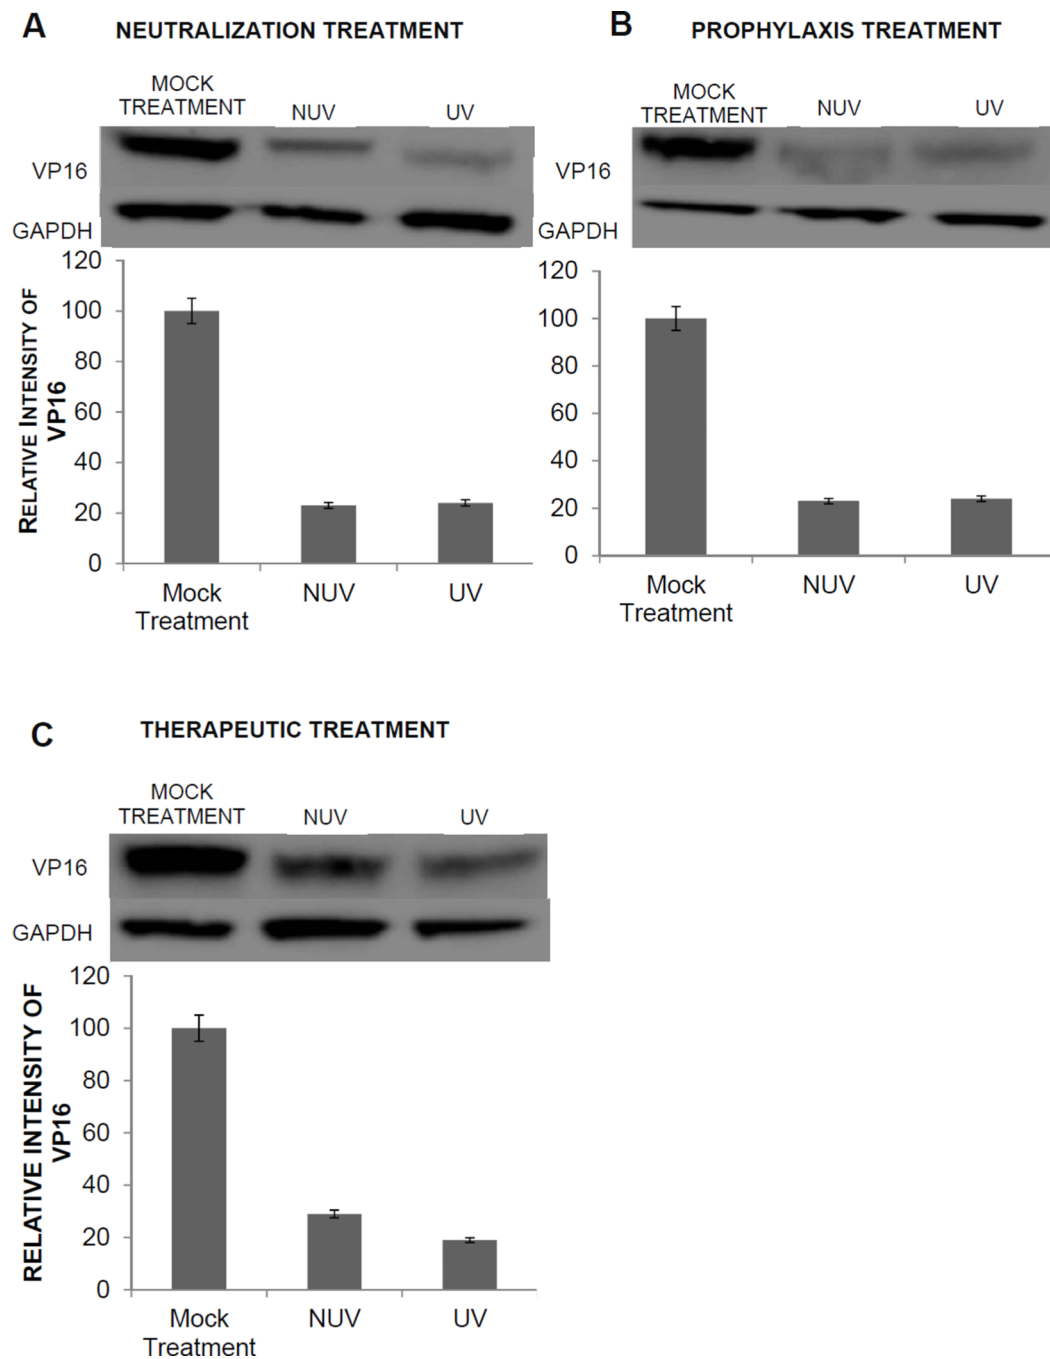 A
NEUTRALIZATION TREATMENT
MOCK
TREATMENT
NUV
UV
VP16
GAPDH
RELATIVE INTENSITY OF
VP16
120
100
80
60
40
20
0
Mock
Treatment
NUV
UV
B
PROPHYLAXIS TREATMENT
MOCK
TREATMENT
NUV
UV
VP16
GAPDH
120
100
80
60
40
20
0
Mock
Treatment
NUV
UV
C
THERAPEUTIC TREATMENT
MOCK
TREATMENT
NUV
UV
VP16
GAPDH
RELATIVE INTENSITY OF
VP16
120
100
80
60
40
20
0
Mock
Treatment
NUV
UV